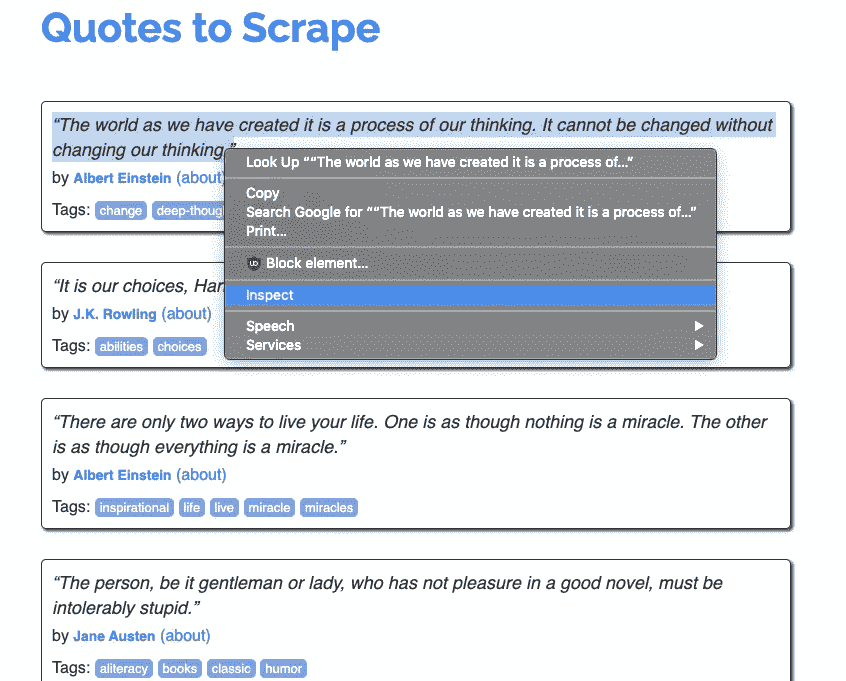 Quotes to Scrape
“The world as we have created it is a process of our thinking. It cannot be changed without
changing our thinking.”
by Albert Einstein (about)
Tags: change
Look Up ““The world as we have created it is a process of...”
Copy
Search Google for ““The world as we have created it is a process of...”
Print...
Block element...
Inspect
Speech
Services
“It is our choices,
by J.K. Rowling (about)
Tags: abilities choices
“There are only two ways to live your life. One is as though nothing is a miracle. The other
is as though everything is a miracle.”
by Albert Einstein (about)
Tags: inspirational life live miracle miracles
“The person, be it gentleman or lady, who has not pleasure in a good novel, must be
intolerably stupid.”
by Jane Austen (about)
Tags: aliteracy books classic humor